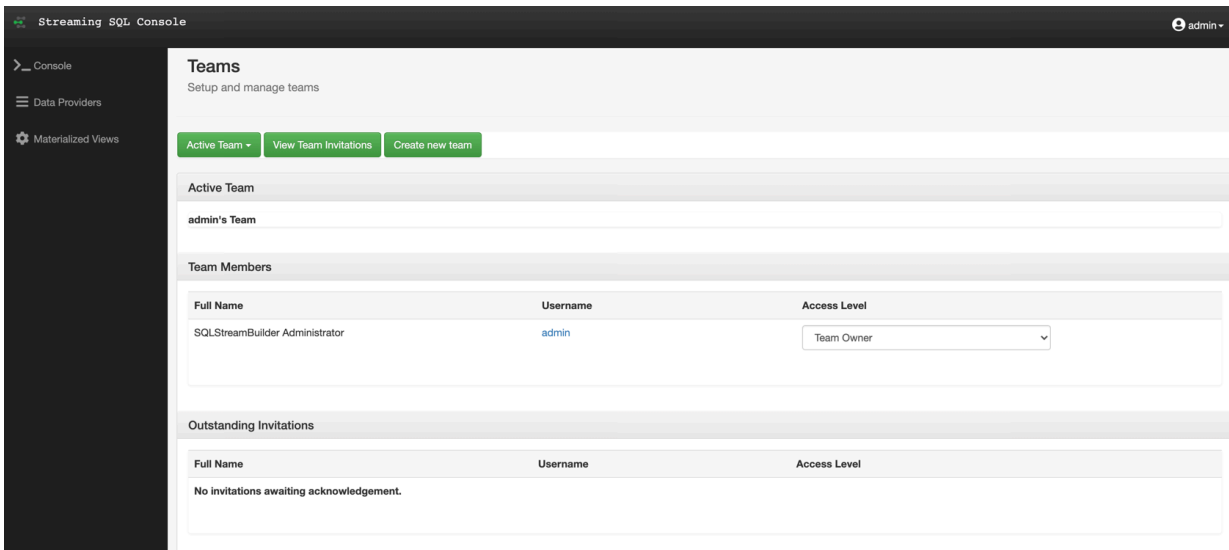 Streaming SQL Console
admin
Console
Data Providers
Materialized Views
Teams
Setup and manage teams
Active Team
View Team Invitations
Create new team
Active Team
admin's Team
Team Members
Full Name Username Access Level
SQLStreamBuilder Administrator admin Team Owner
Outstanding Invitations
Full Name Username Access Level
No invitations awaiting acknowledgement.